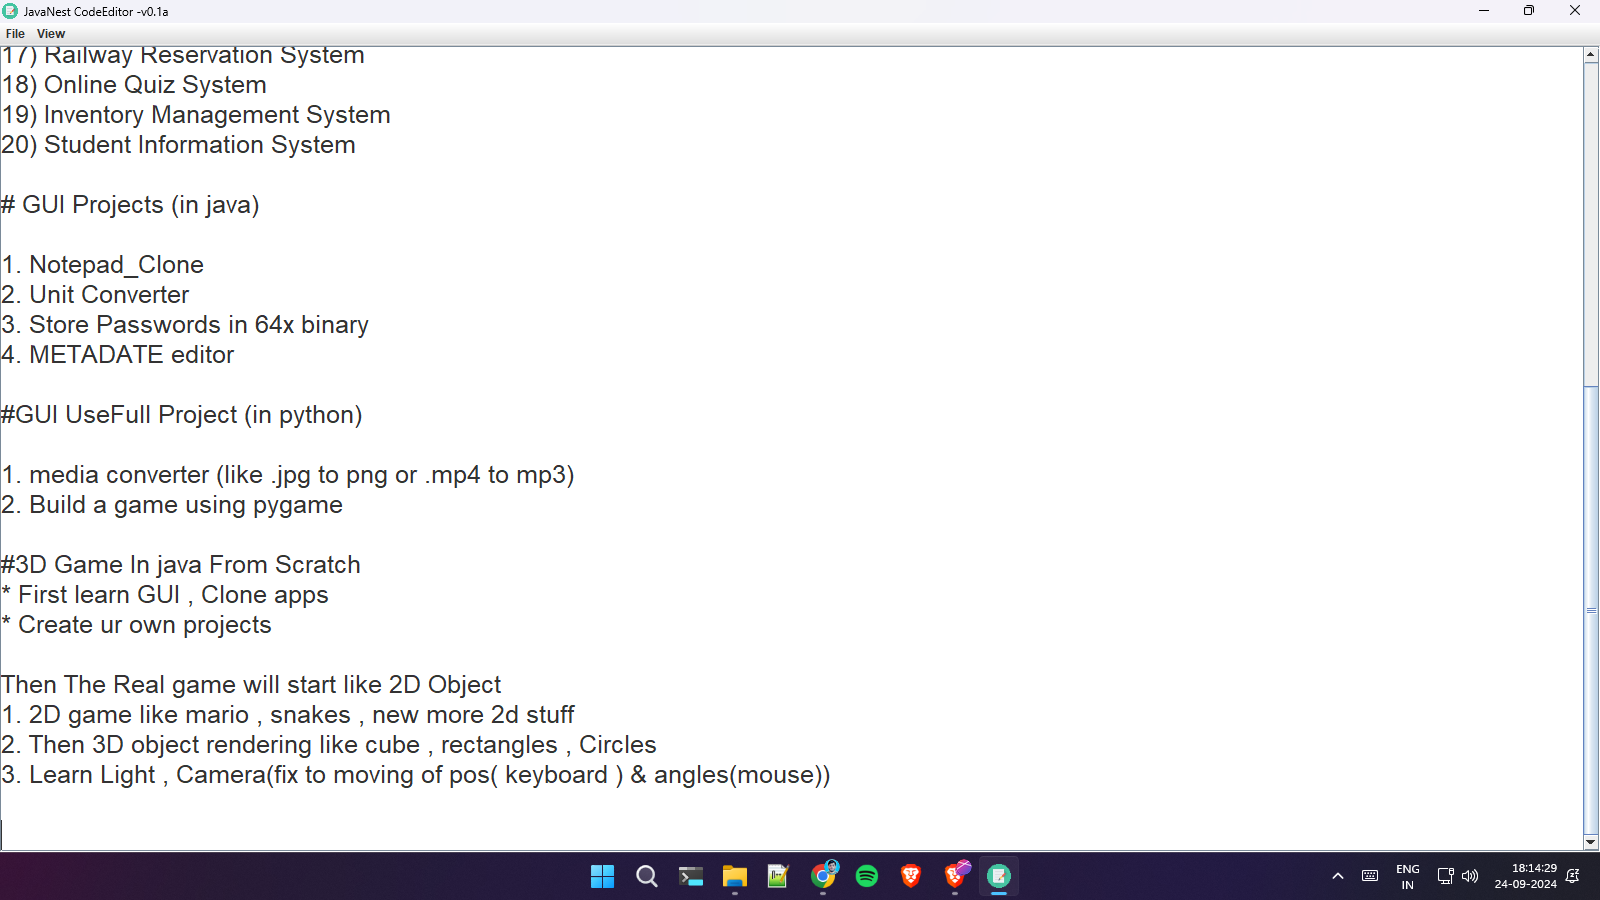 JavaNest CodeEditor -v0.1a
File View
17) Railway Reservation System
18) Online Quiz System
19) Inventory Management System
20) Student Information System
# GUI Projects (in java)
1. Notepad_Clone
2. Unit Converter
3. Store Passwords in 64x binary
4. METADATE editor
#GUI UseFull Project (in python)
1. media converter (like .jpg to png or .mp4 to mp3)
2. Build a game using pygame
#3D Game In java From Scratch
* First learn GUI , Clone apps
* Create ur own projects
Then The Real game will start like 2D Object
1. 2D game like mario , snakes , new more 2d stuff
2. Then 3D object rendering like cube , rectangles , Circles
3. Learn Light , Camera(fix to moving of pos( keyboard ) & angles(mouse))
ENG
IN
18:14:29
24-09-2024